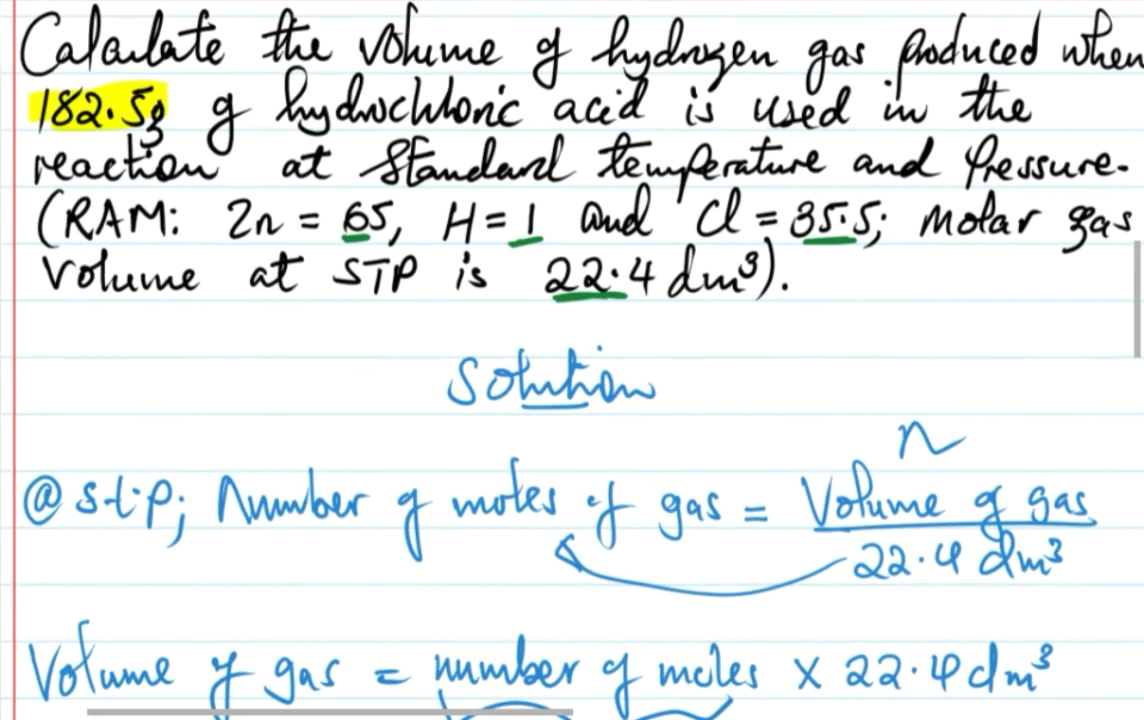 Calculate the volume of hydrogen gas produced when
182.5g of hydrochloric acid is used in the
reaction at standard temperature and pressure.
(RAM: Zn = 65, H = 1 and Cl = 35.5; molar gas
volume at STP is 22.4 dm³).
Solution
n
@ s.t.p; Number of moles of gas = Volume of gas
22.4 dm³
Volume of gas = number of moles x 22.4 dm³